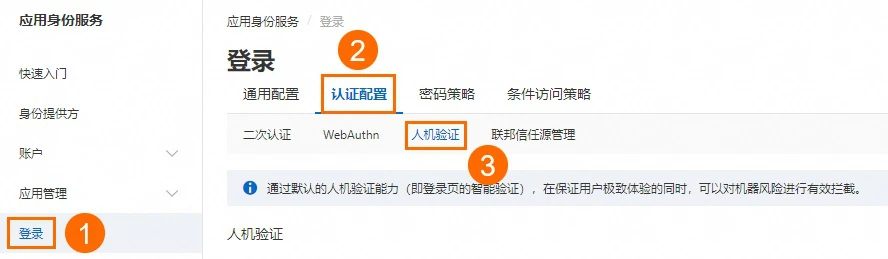 应用身份服务
快速入门
身份提供方
账户
应用管理
登录
1
应用身份服务 / 登录
登录
2
通用配置 认证配置 密码策略 条件访问策略
二次认证 WebAuthn 人机验证 联邦信任源管理
3
通过默认的人机验证能力（即登录页的智能验证），在保证用户极致体验的同时，可以对机器风险进行有效拦截。
人机验证